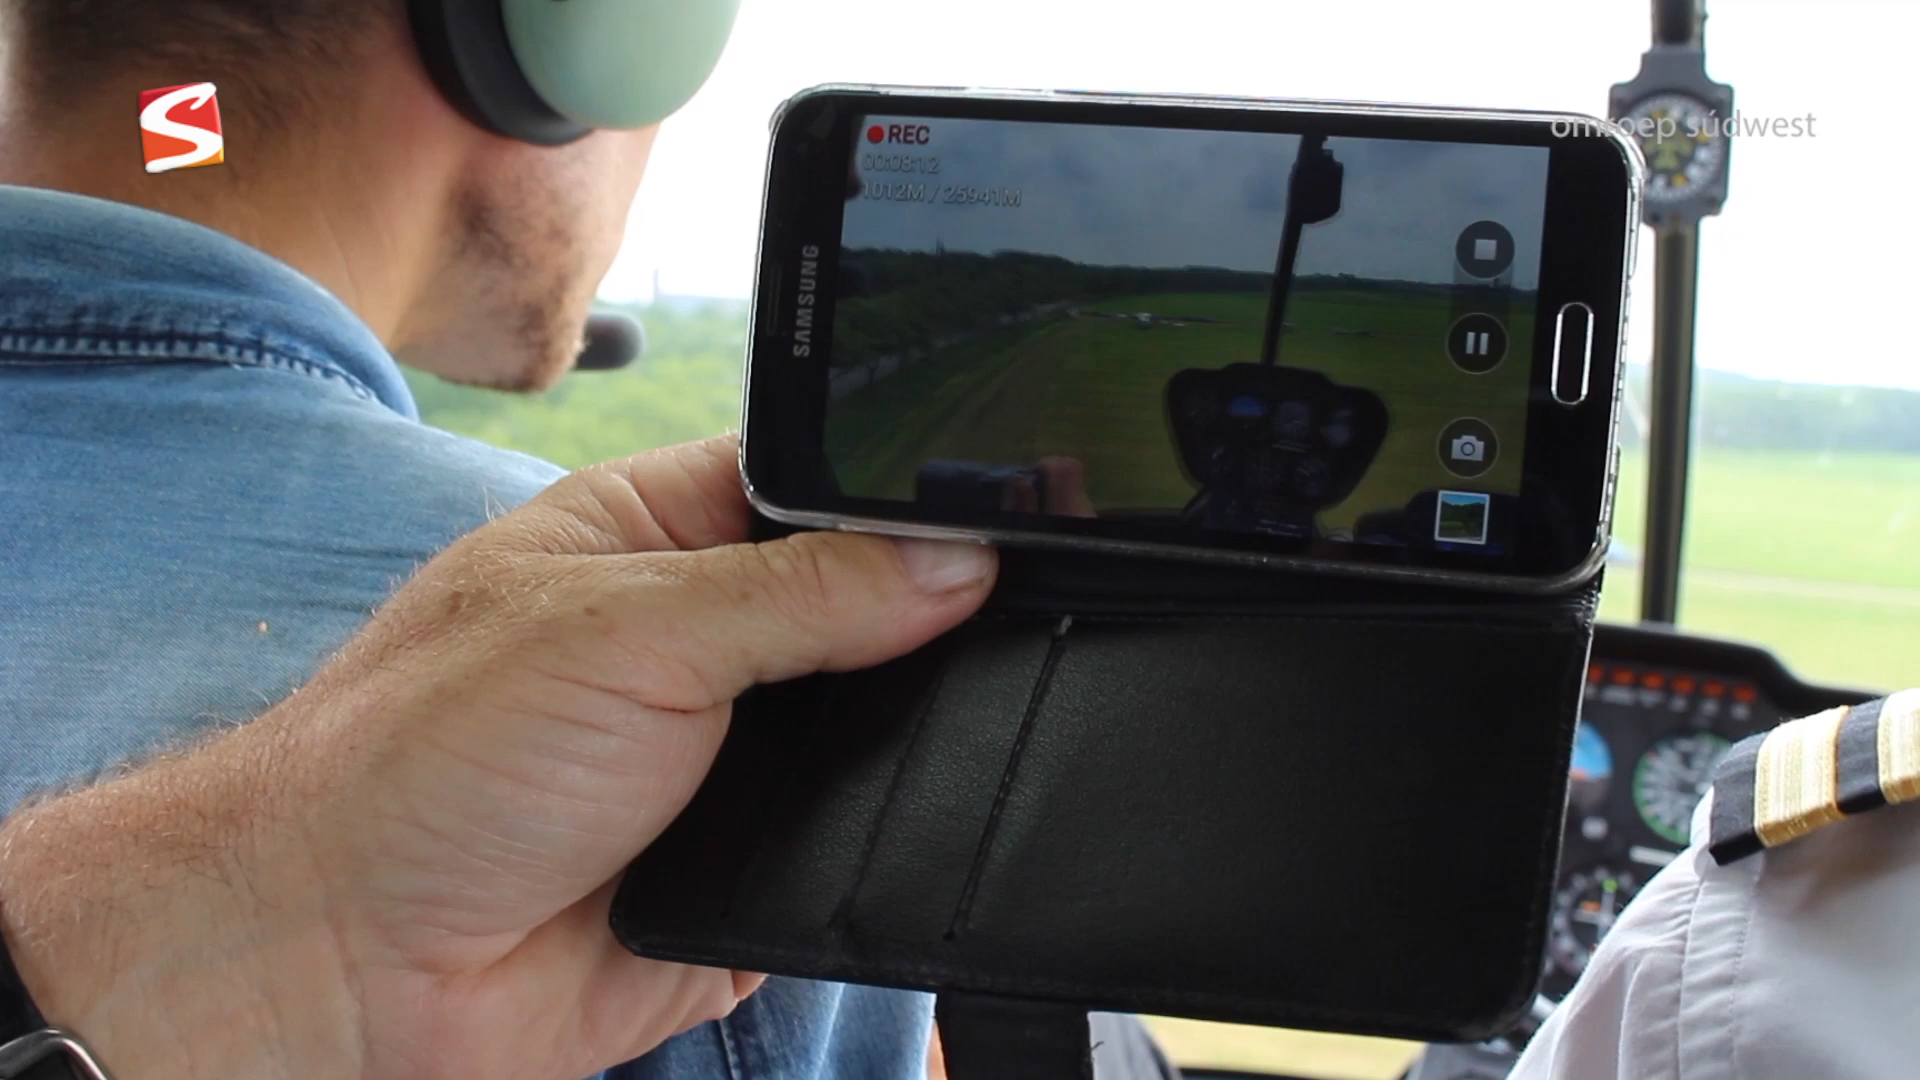 S
omroep súdwest
REC
00:08:12
1012M / 25941M
SAMSUNG